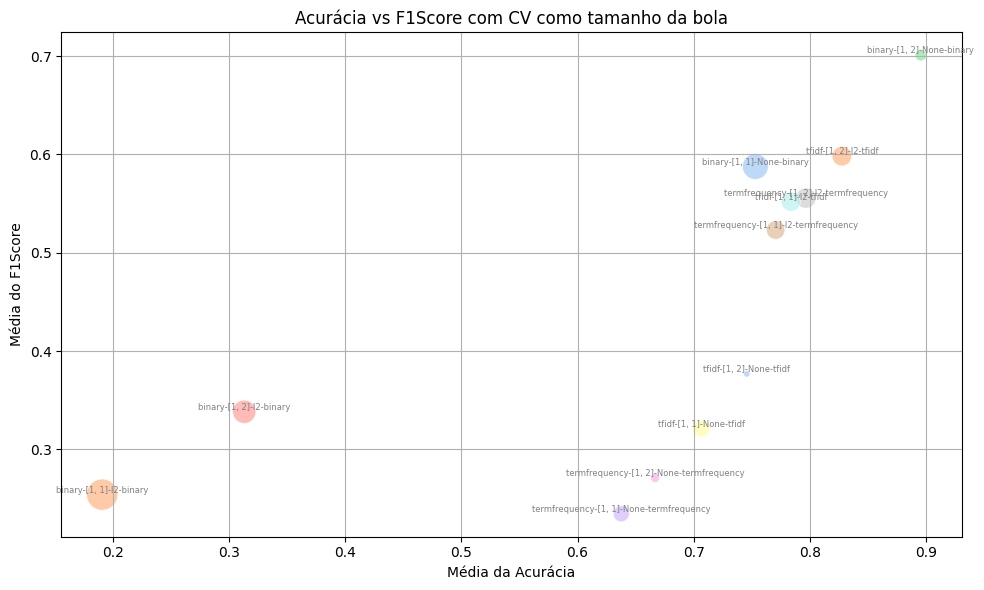 Acurácia vs F1Score com CV como tamanho da bola
Média do F1Score
0.7
0.6
0.5
0.4
0.3
binary-[1, 2]-None-binary
tfidf-[1, 2]-l2-tfidf
binary-[1, 1]-None-binary
termfrequency-[1, 2]-l2-termfrequency
tfidf-[1, 1]-l2-tfidf
termfrequency-[1, 1]-l2-termfrequency
tfidf-[1, 2]-None-tfidf
binary-[1, 2]-l2-binary
tfidf-[1, 1]-None-tfidf
termfrequency-[1, 2]-None-termfrequency
binary-[1, 1]-l2-binary
termfrequency-[1, 1]-None-termfrequency
0.2 0.3 0.4 0.5 0.6 0.7 0.8 0.9
Média da Acurácia